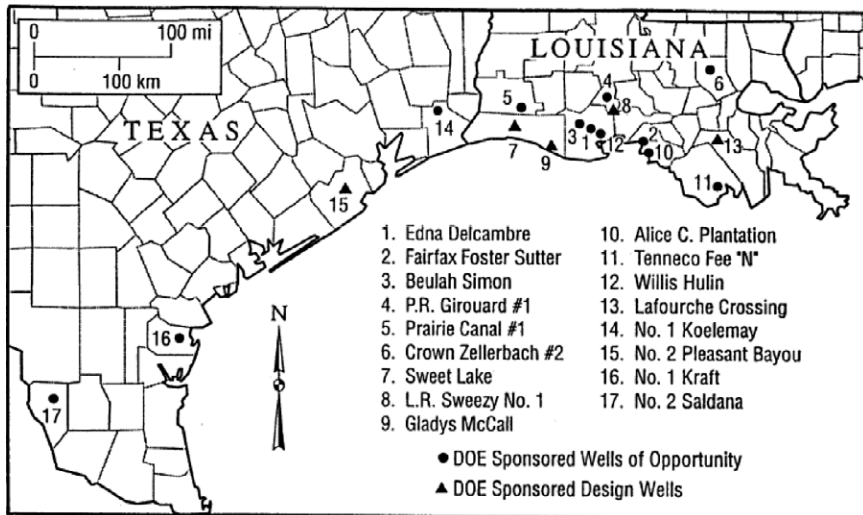 0 100 mi
0 100 km
TEXAS
LOUISIANA
4
6
5
8
14
3
1
12
2
7
9
10
13
11
15
16
17
N
1. Edna Delcambre
2. Fairfax Foster Sutter
3. Beulah Simon
4. P.R. Girouard #1
5. Prairie Canal #1
6. Crown Zellerbach #2
7. Sweet Lake
8. L.R. Sweezy No. 1
9. Gladys McCall
10. Alice C. Plantation
11. Tenneco Fee "N"
12. Willis Hulin
13. Lafourche Crossing
14. No. 1 Koelemay
15. No. 2 Pleasant Bayou
16. No. 1 Kraft
17. No. 2 Saldana
● DOE Sponsored Wells of Opportunity
▲ DOE Sponsored Design Wells